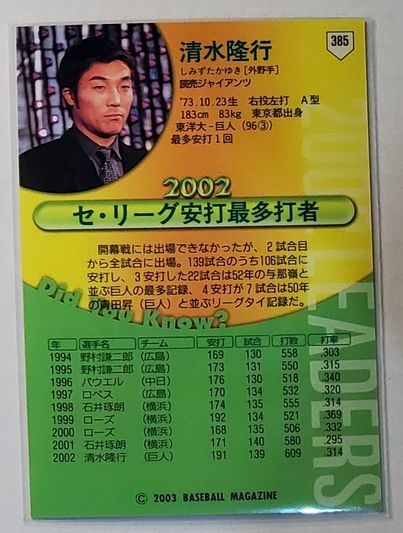 385
清水隆行
しみずたかゆき［外野手］
読売ジャイアンツ
'73.10.23生 右投左打 A型
183cm 83kg 東京都出身
東洋大-巨人(96③)
最多安打1回
2002
セ・リーグ安打最多打者
開幕戦には出場できなかったが、2試合目
から全試合に出場。139試合のうち106試合に
安打し、3安打した22試合は52年の与那嶺と
並ぶ巨人の最多記録、4安打が7試合は50年
の青田昇（巨人）と並ぶリーグタイ記録だ。
Did You Know?
2002 LEADERS
年 選手名 チーム 安打 試合 打数 打率
1994 野村謙二郎 (広島) 169 130 558 .303
1995 野村謙二郎 (広島) 173 131 550 .315
1996 パウエル (中日) 176 130 518 .340
1997 ロペス (広島) 170 134 532 .320
1998 石井琢朗 (横浜) 174 135 555 .314
1999 ローズ (横浜) 192 134 521 .369
2000 ローズ (横浜) 168 135 506 .332
2001 石井琢朗 (横浜) 171 140 580 .295
2002 清水隆行 (巨人) 191 139 609 .314
© 2003 BASEBALL MAGAZINE